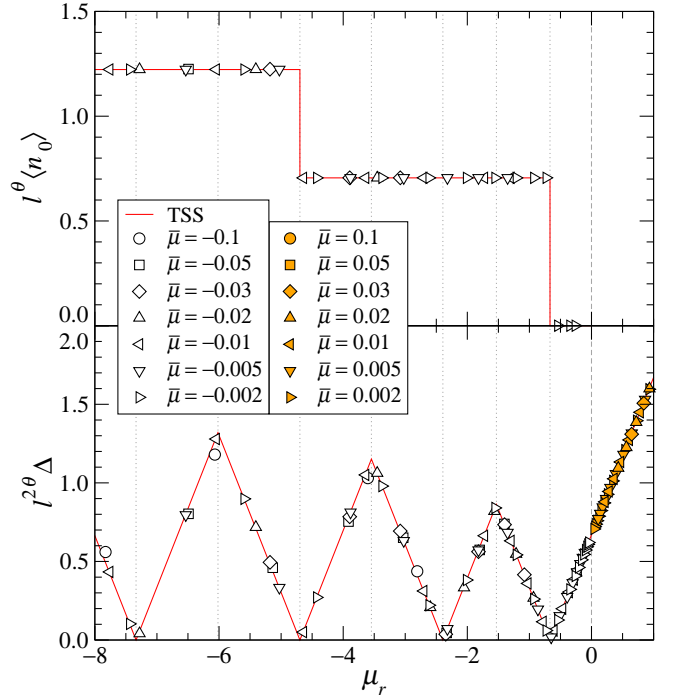 1.5
1.0
0.5
0.0
l^θ⟨n_0⟩
TSS
μ̄ = −0.1
μ̄ = −0.05
μ̄ = −0.03
μ̄ = −0.02
μ̄ = −0.01
μ̄ = −0.005
μ̄ = −0.002
μ̄ = 0.1
μ̄ = 0.05
μ̄ = 0.03
μ̄ = 0.02
μ̄ = 0.01
μ̄ = 0.005
μ̄ = 0.002
2.0
1.5
1.0
0.5
0.0
l^{2θ}Δ
−8 −6 −4 −2 0
μ_r